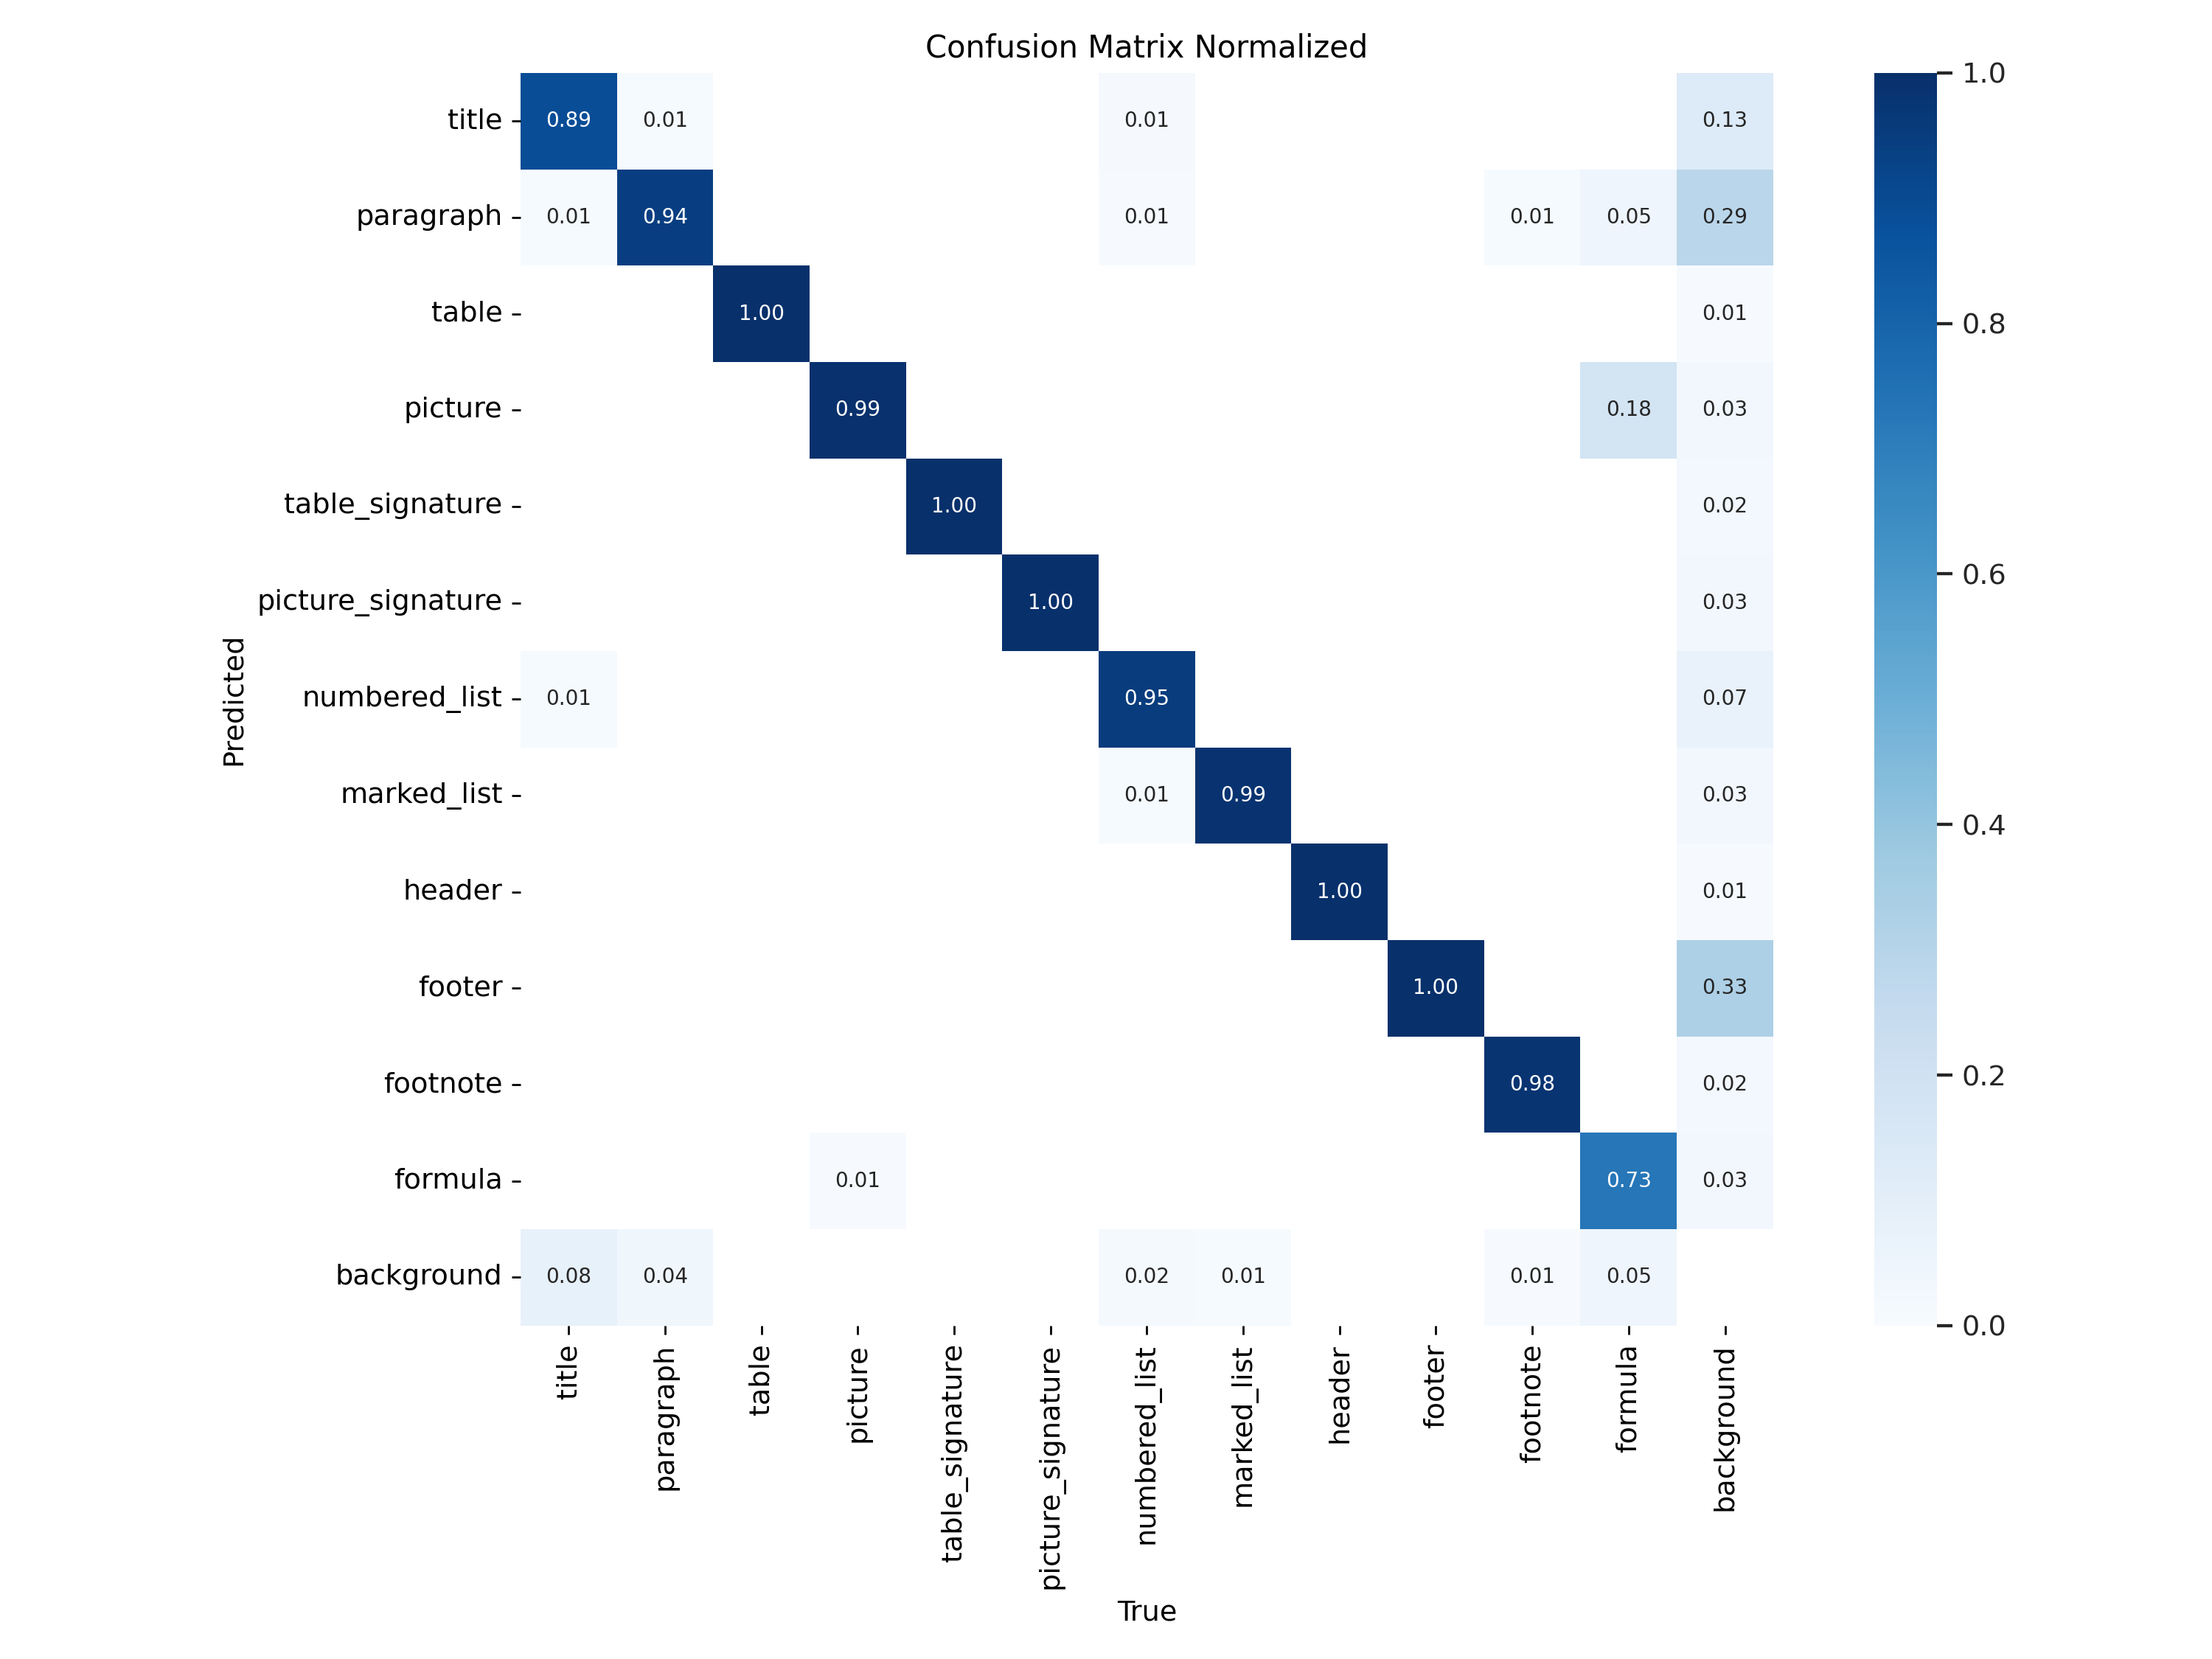 Confusion Matrix Normalized
title 0.89 0.01 0.01 0.13
paragraph 0.01 0.94 0.01 0.01 0.05 0.29
table 1.00 0.01
picture 0.99 0.18 0.03
table_signature 1.00 0.02
picture_signature 1.00 0.03
numbered_list 0.01 0.95 0.07
marked_list 0.01 0.99 0.03
header 1.00 0.01
footer 1.00 0.33
footnote 0.98 0.02
formula 0.01 0.73 0.03
background 0.08 0.04 0.02 0.01 0.01 0.05
Predicted
title
paragraph
table
picture
table_signature
picture_signature
numbered_list
marked_list
header
footer
footnote
formula
background
True
1.0
0.8
0.6
0.4
0.2
0.0